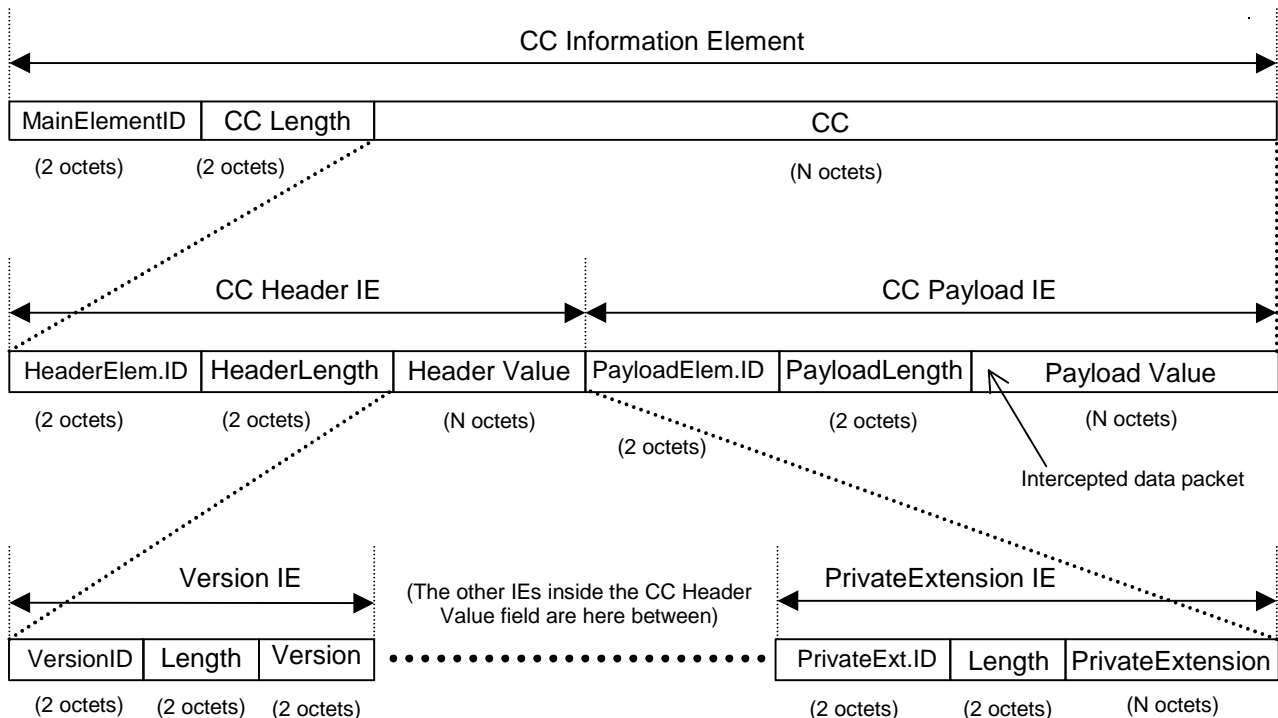 CC Information Element
MainElementID CC Length CC
(2 octets) (2 octets) (N octets)
CC Header IE CC Payload IE
HeaderElem.ID HeaderLength Header Value PayloadElem.ID PayloadLength Payload Value
(2 octets) (2 octets) (N octets) (2 octets) (2 octets) (N octets)
Intercepted data packet
Version IE (The other IEs inside the CC Header PrivateExtension IE
Value field are here between)
VersionID Length Version PrivateExt.ID Length PrivateExtension
(2 octets) (2 octets) (2 octets) (2 octets) (2 octets) (N octets)